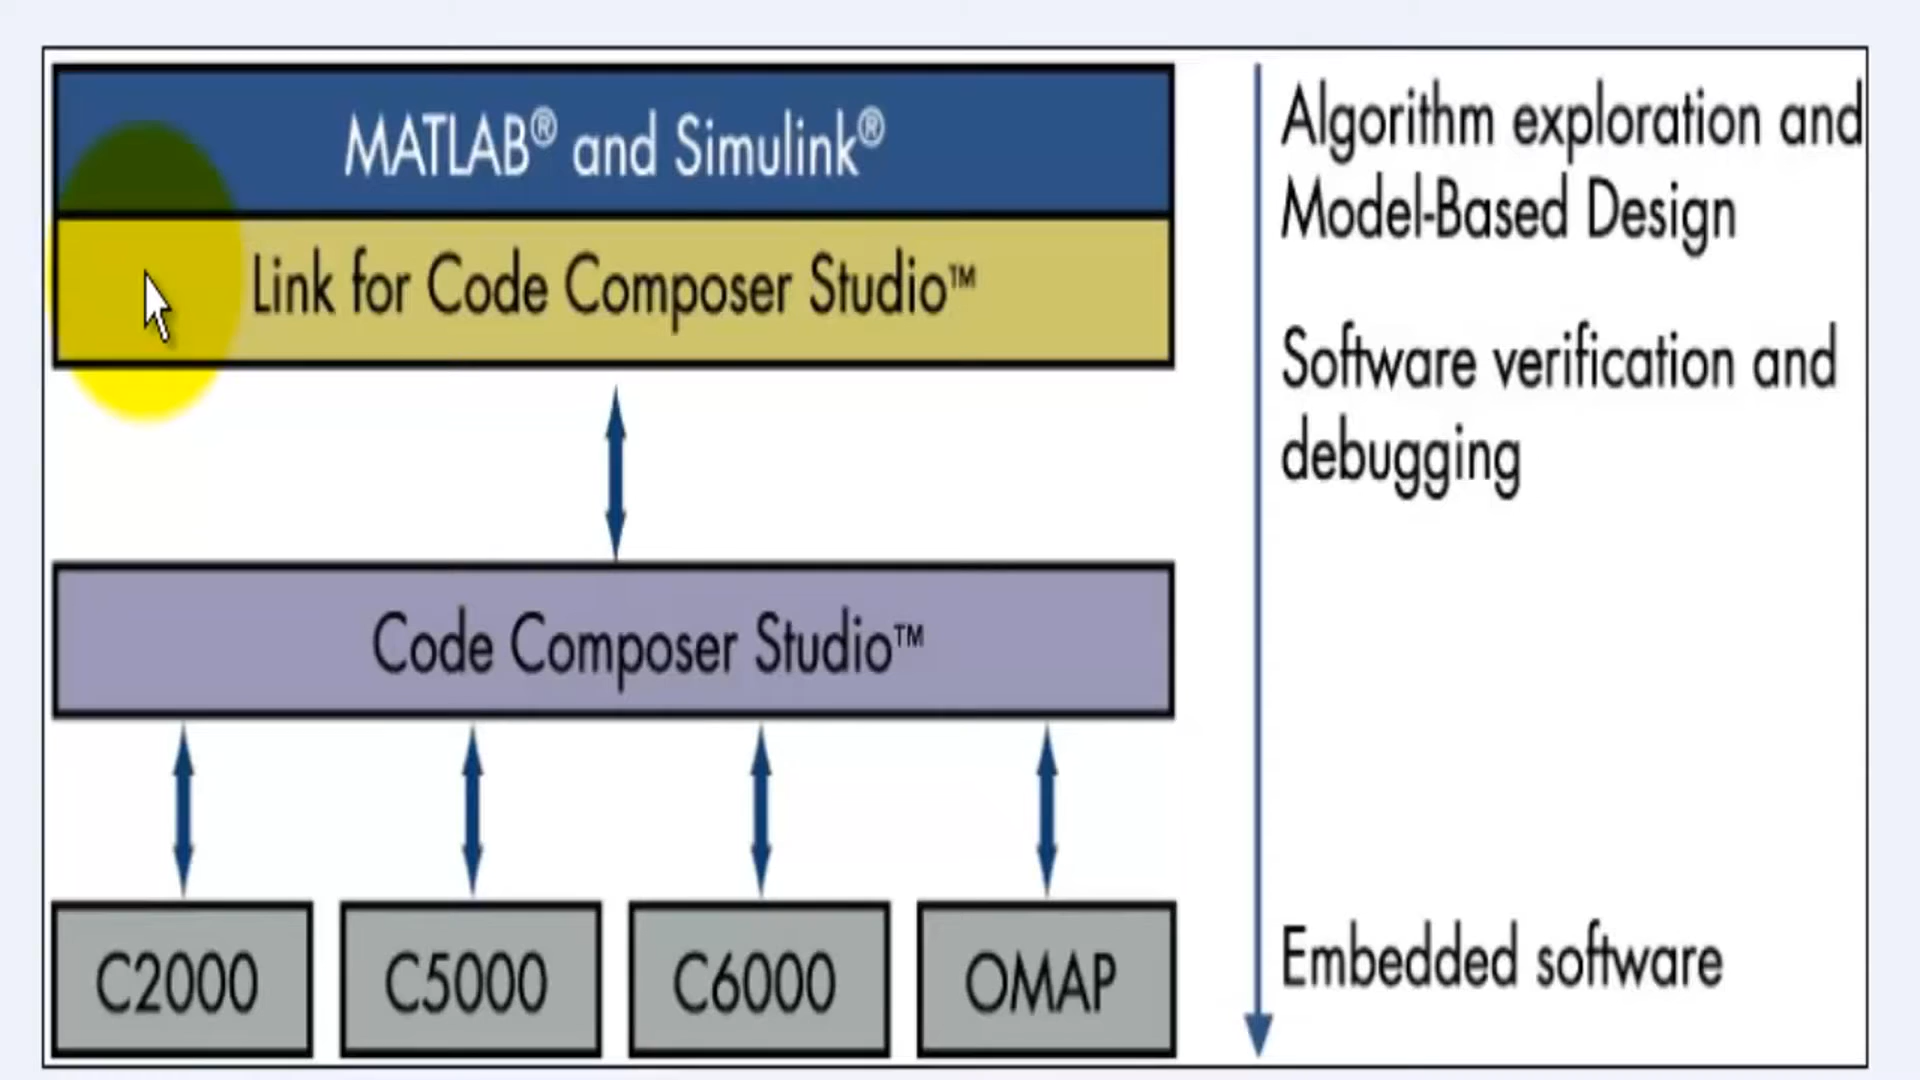 MATLAB® and Simulink®
Link for Code Composer Studio™
Code Composer Studio™
C2000
C5000
C6000
OMAP
Algorithm exploration and
Model-Based Design
Software verification and
debugging
Embedded software